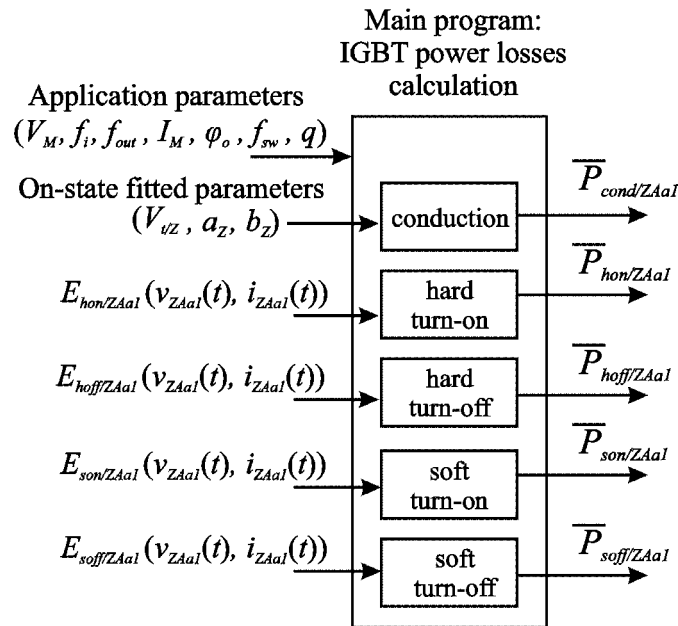 Main program:
IGBT power losses
calculation
Application parameters
(V_M, f_i, f_out, I_M, φ_o, f_sw, q)
On-state fitted parameters
(V_t/Z, a_Z, b_Z)
conduction
P̅_cond/ZAa1
E_hon/ZAa1(v_ZAa1(t), i_ZAa1(t))
hard
turn-on
P̅_hon/ZAa1
E_hoff/ZAa1(v_ZAa1(t), i_ZAa1(t))
hard
turn-off
P̅_hoff/ZAa1
E_son/ZAa1(v_ZAa1(t), i_ZAa1(t))
soft
turn-on
P̅_son/ZAa1
E_soff/ZAa1(v_ZAa1(t), i_ZAa1(t))
soft
turn-off
P̅_soff/ZAa1